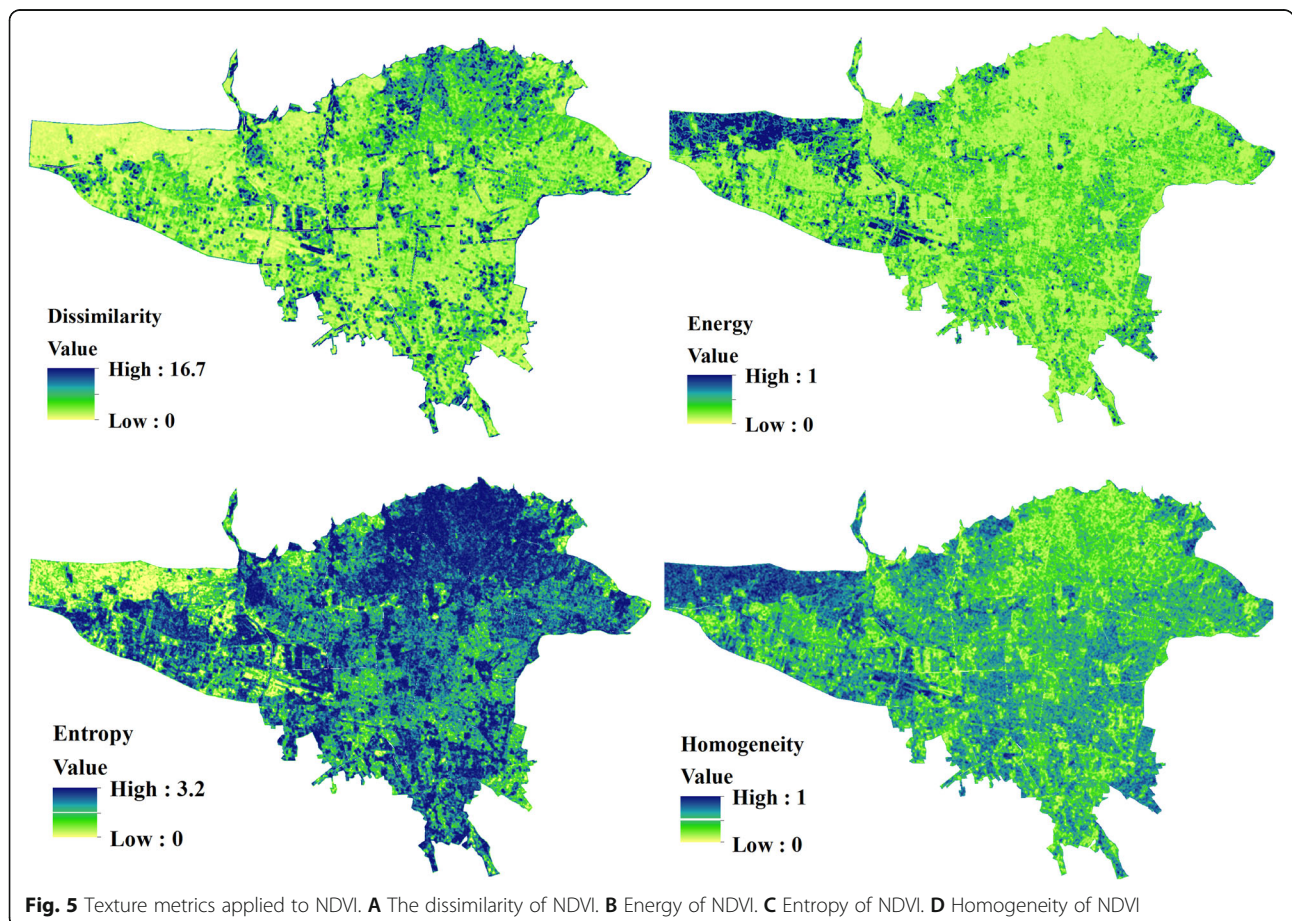 Dissimilarity
Value
High : 16.7
Low : 0
Energy
Value
High : 1
Low : 0
Entropy
Value
High : 3.2
Low : 0
Homogeneity
Value
High : 1
Low : 0
Fig. 5 Texture metrics applied to NDVI. A The dissimilarity of NDVI. B Energy of NDVI. C Entropy of NDVI. D Homogeneity of NDVI